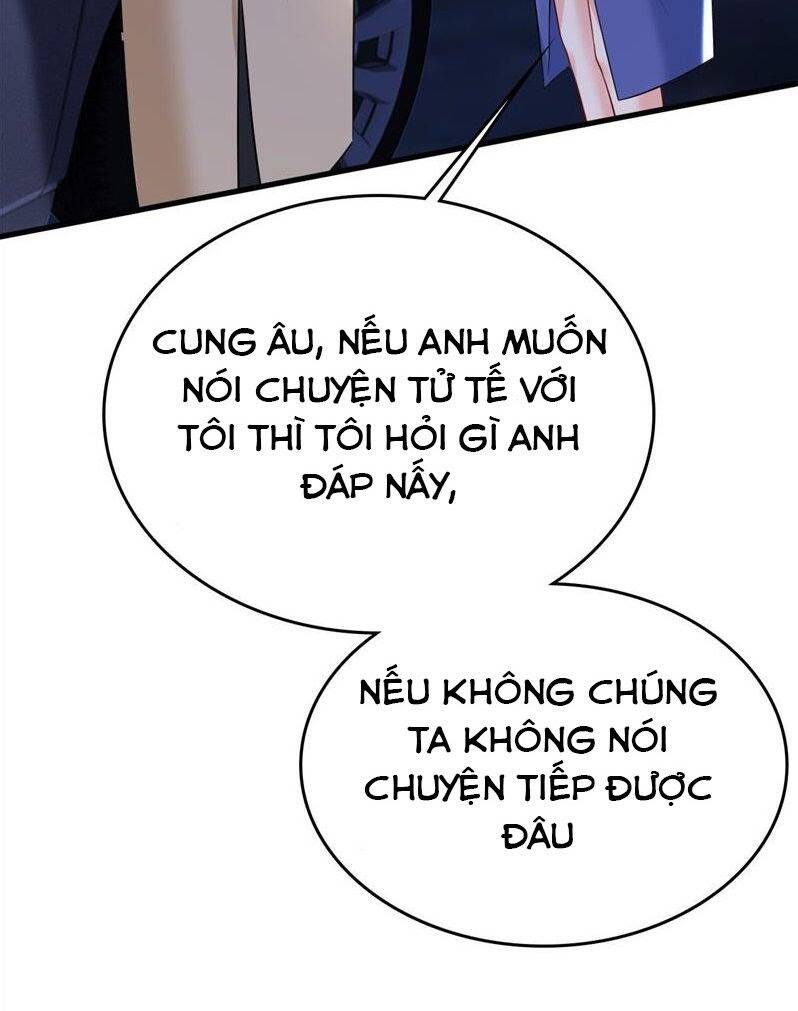 CUNG ÂU, NẾU ANH MUỐN
NÓI CHUYỆN TỬ TẾ VỚI
TÔI THÌ TÔI HỎI GÌ ANH
ĐÁP NẤY,
NẾU KHÔNG CHÚNG
TA KHÔNG NÓI
CHUYỆN TIẾP ĐƯỢC
ĐÂU